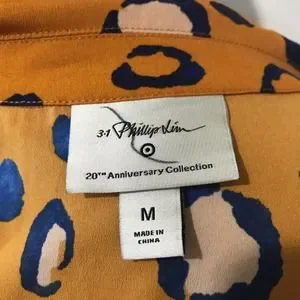 3.1 Phillip Lim
20TH Anniversary Collection
M
MADE IN
CHINA